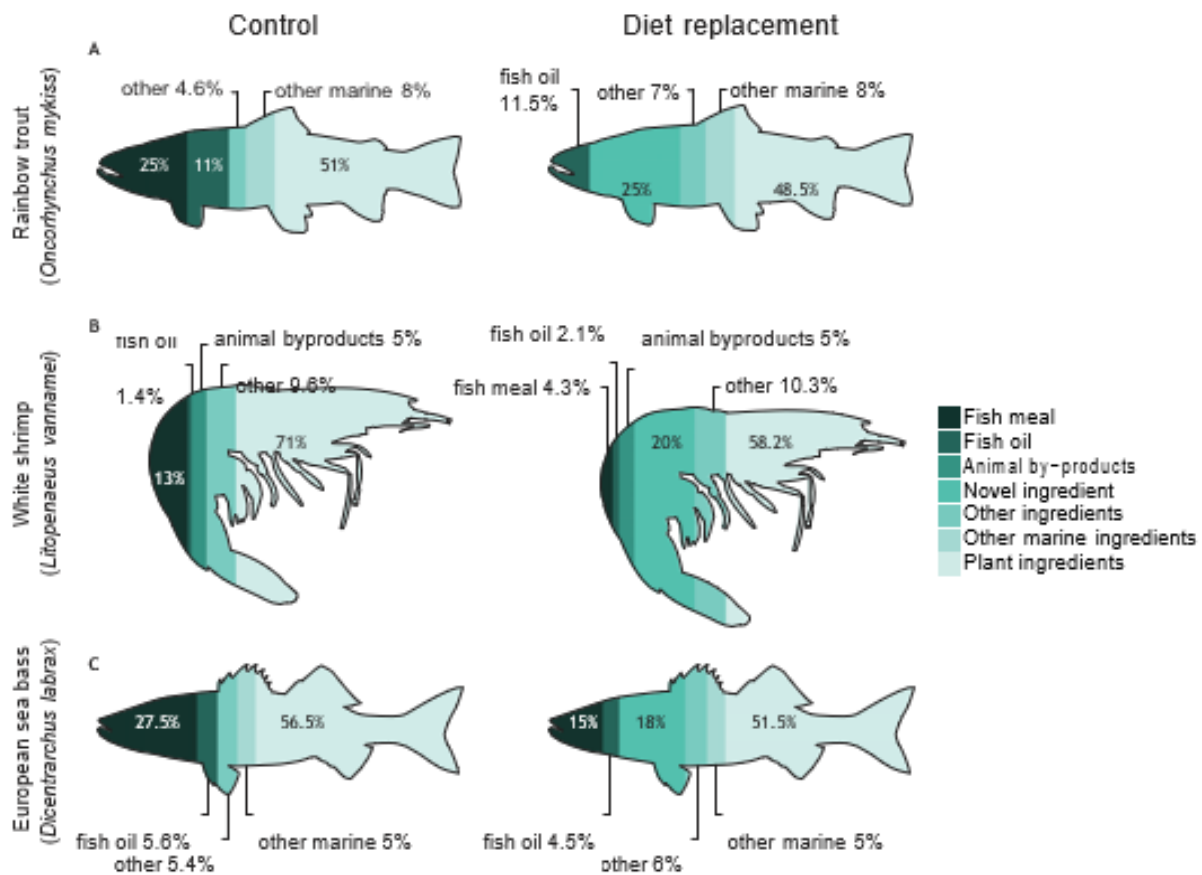 Control
Diet replacement
A
Rainbow trout
(Oncorhynchus mykiss)
other 4.6%
other marine 8%
25%
11%
51%
fish oil
11.5%
other 7%
other marine 8%
25%
48.5%
B
White shrimp
(Litopenaeus vannamei)
fish oil
1.4%
animal byproducts 5%
other 9.6%
13%
71%
fish oil 2.1%
animal byproducts 5%
fish meal 4.3%
other 10.3%
20%
58.2%
Fish meal
Fish oil
Animal by-products
Novel ingredient
Other ingredients
Other marine ingredients
Plant ingredients
C
European sea bass
(Dicentrarchus labrax)
27.5%
56.5%
fish oil 5.6%
other 5.4%
other marine 5%
15%
18%
51.5%
fish oil 4.5%
other 6%
other marine 5%